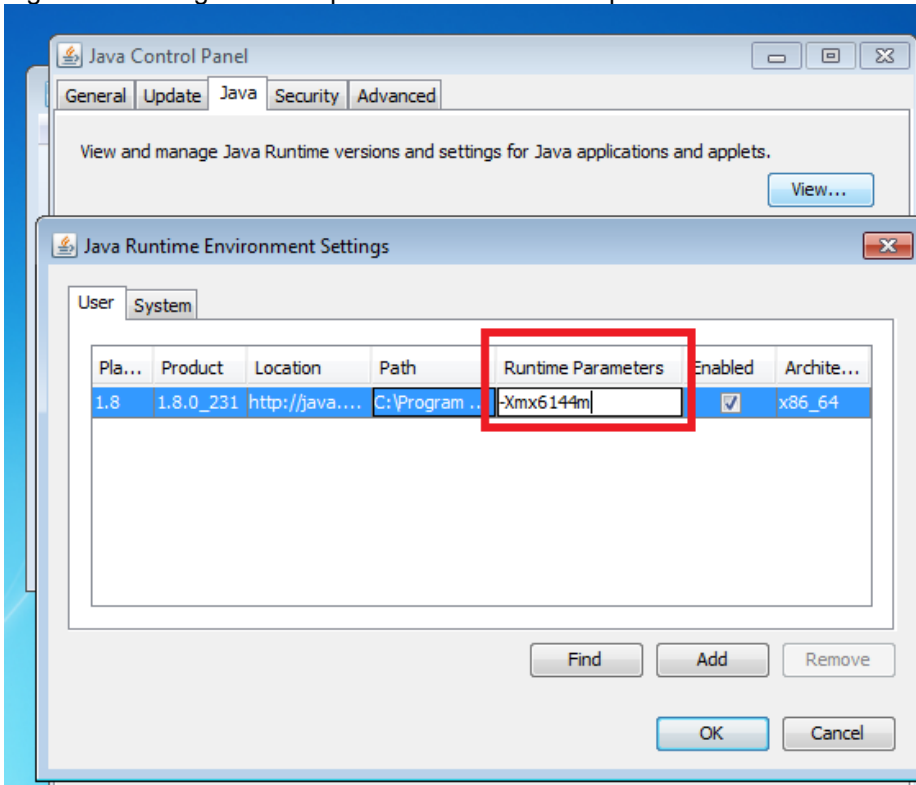 Java Control Panel
General Update Java Security Advanced
View and manage Java Runtime versions and settings for Java applications and applets.
View...
Java Runtime Environment Settings
User System
Pla... Product Location Path Runtime Parameters Enabled Archite...
1.8 1.8.0_231 http://java.... C:\Program ... -Xmx6144m x86_64
Find Add Remove
OK Cancel